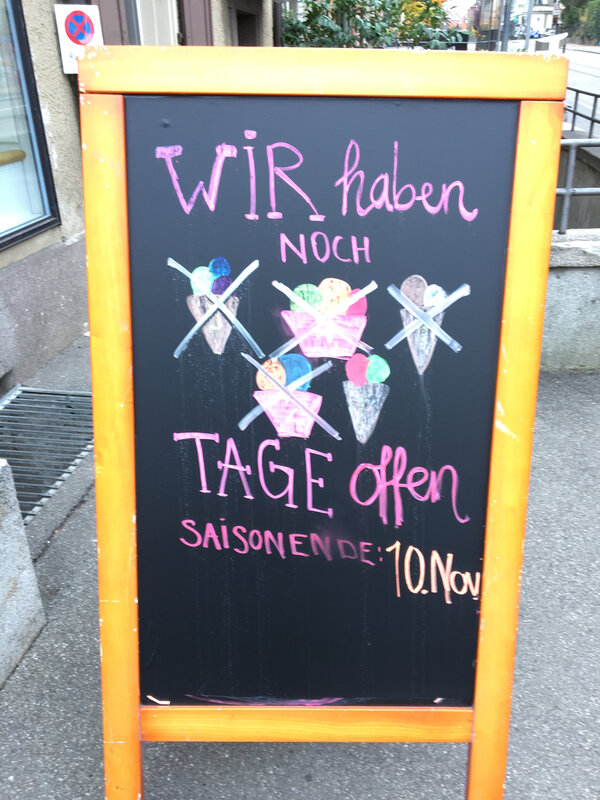 WIR haben
NOCH
TAGE offen
SAISONENDE: 10. Nov